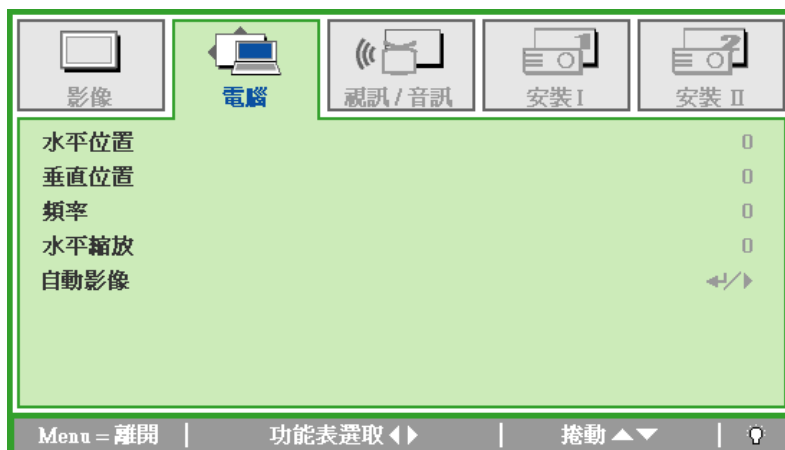 影像
電腦
視訊 / 音訊
安裝 I
安裝 II
水平位置 0
垂直位置 0
頻率 0
水平縮放 0
自動影像
Menu = 離開
功能表選取
捲動